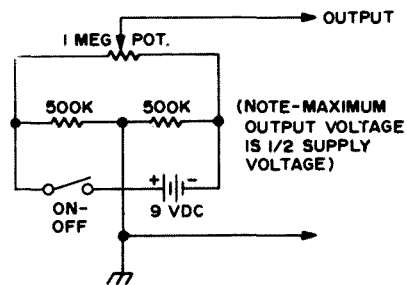 OUTPUT
1 MEG POT.
500K 500K
(NOTE-MAXIMUM
OUTPUT VOLTAGE
IS 1/2 SUPPLY
VOLTAGE)
+ -
ON-
OFF
9 VDC